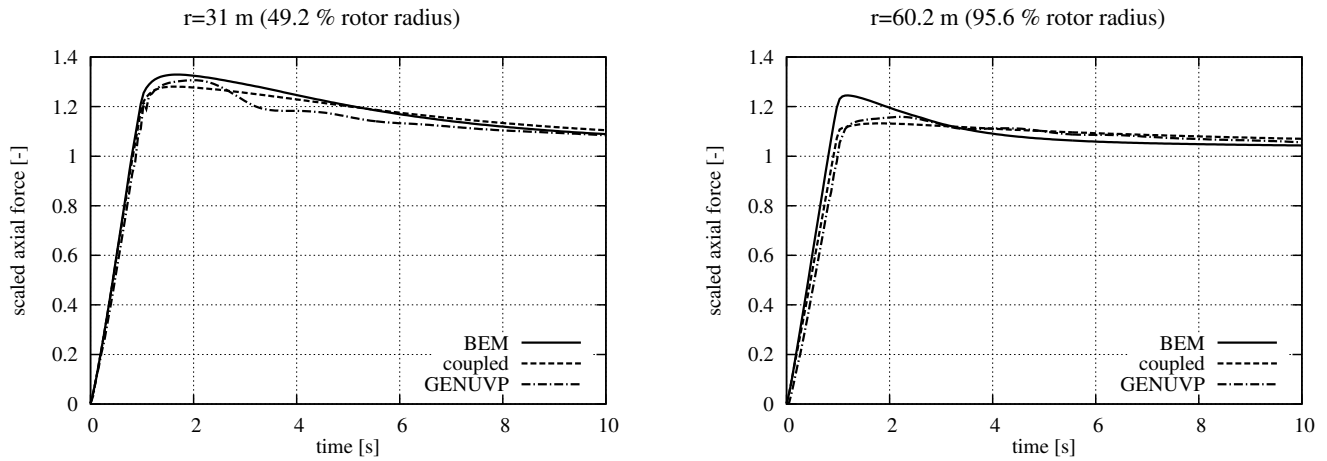 r=31 m (49.2 % rotor radius)
1.4
1.2
1
0.8
0.6
0.4
0.2
0
scaled axial force [-]
BEM
coupled
GENUVP
0 2 4 6 8 10
time [s]
r=60.2 m (95.6 % rotor radius)
1.4
1.2
1
0.8
0.6
0.4
0.2
0
scaled axial force [-]
BEM
coupled
GENUVP
0 2 4 6 8 10
time [s]